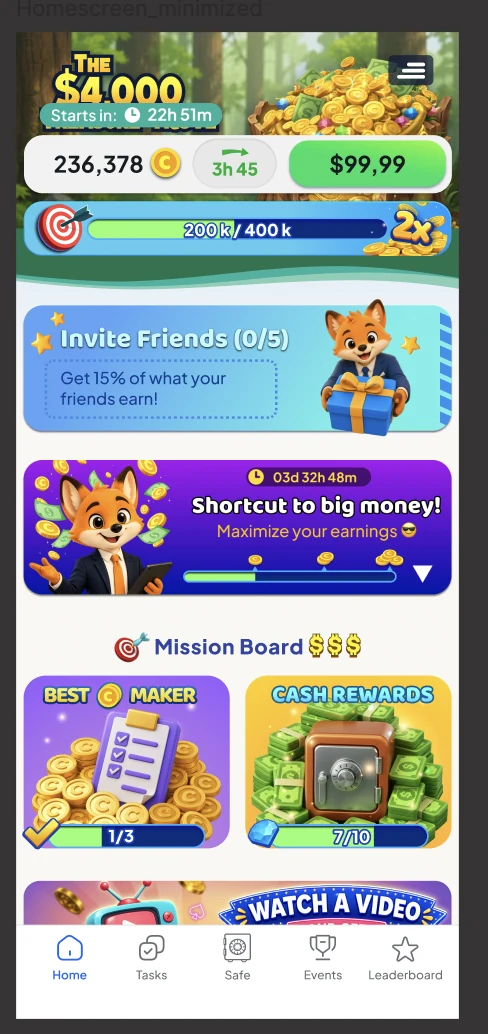 Homescreen_minimized
THE
$4,000
Starts in: 22h 51m
236,378 C
3h 45
$99,99
200 k / 400 k
2x
Invite Friends (0/5)
Get 15% of what your
friends earn!
03d 32h 48m
Shortcut to big money!
Maximize your earnings 😎
🎯 Mission Board $$$
BEST C MAKER
CASH REWARDS
1/3
7/10
WATCH A VIDEO
Home
Tasks
Safe
Events
Leaderboard